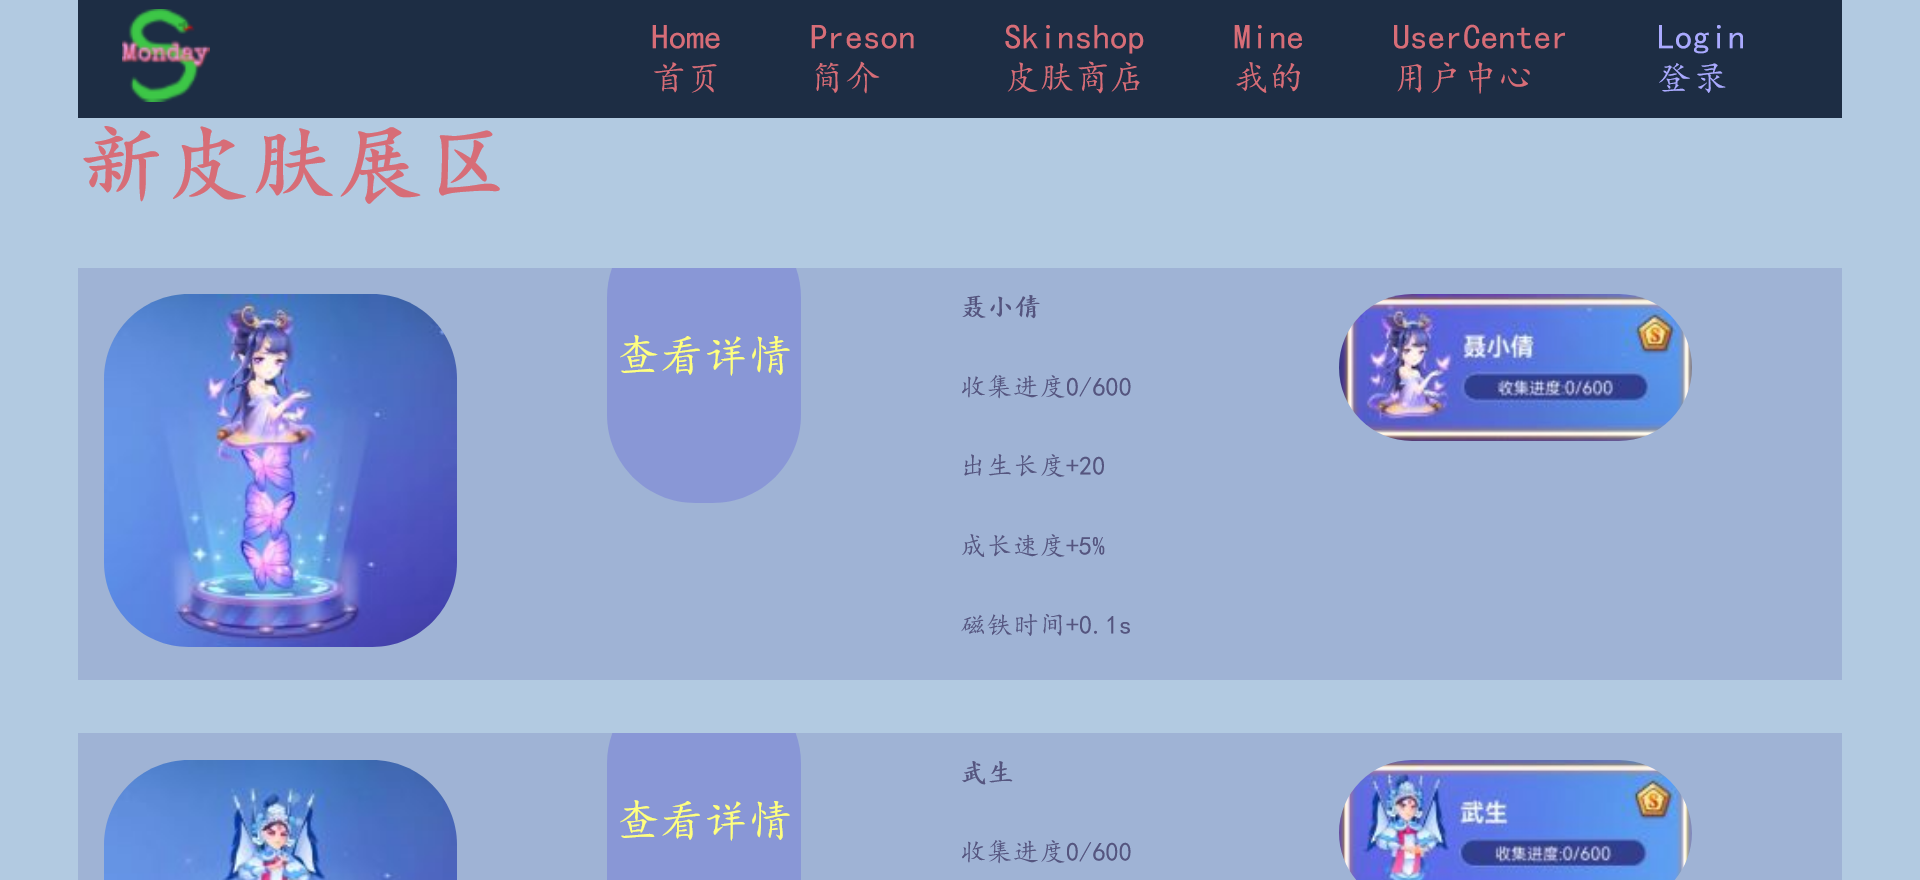 Monday
Home
首页
Preson
简介
Skinshop
皮肤商店
Mine
我的
UserCenter
用户中心
Login
登录
新皮肤展区
查看详情
聂小倩
收集进度0/600
出生长度+20
成长速度+5%
磁铁时间+0.1s
聂小倩
S
收集进度:0/600
查看详情
武生
收集进度0/600
武生
S
收集进度:0/600